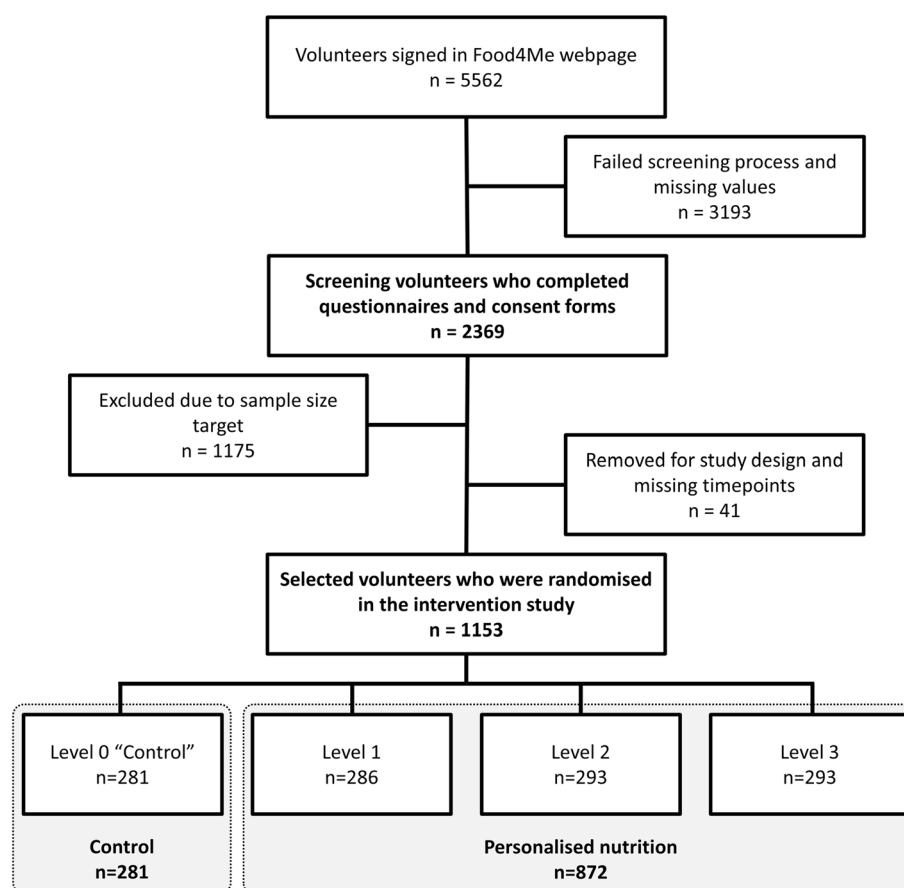 Volunteers signed in Food4Me webpage
n = 5562
Failed screening process and
missing values
n = 3193
Screening volunteers who completed
questionnaires and consent forms
n = 2369
Excluded due to sample size
target
n = 1175
Removed for study design and
missing timepoints
n = 41
Selected volunteers who were randomised
in the intervention study
n = 1153
Level 0 “Control”
n=281
Level 1
n=286
Level 2
n=293
Level 3
n=293
Control
n=281
Personalised nutrition
n=872